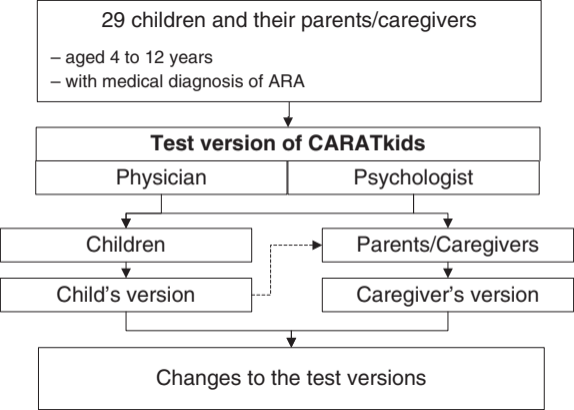 29 children and their parents/caregivers
– aged 4 to 12 years
– with medical diagnosis of ARA
Test version of CARATkids
Physician
Psychologist
Children
Parents/Caregivers
Child's version
Caregiver's version
Changes to the test versions